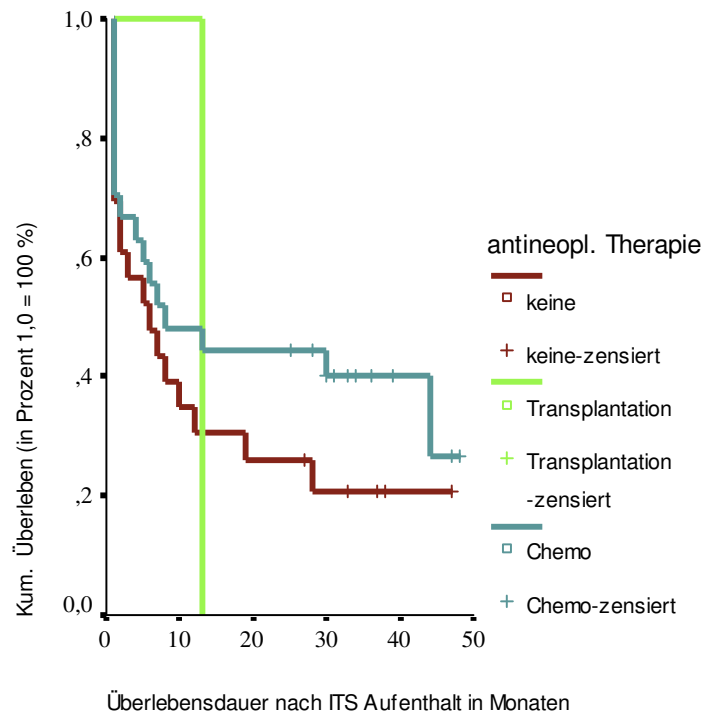 1,0
,8
,6
,4
,2
0,0
Kum. Überleben (in Prozent 1,0 = 100 %)
0 10 20 30 40 50
Überlebensdauer nach ITS Aufenthalt in Monaten
antineopl. Therapie
keine
keine-zensiert
Transplantation
Transplantation
-zensiert
Chemo
Chemo-zensiert